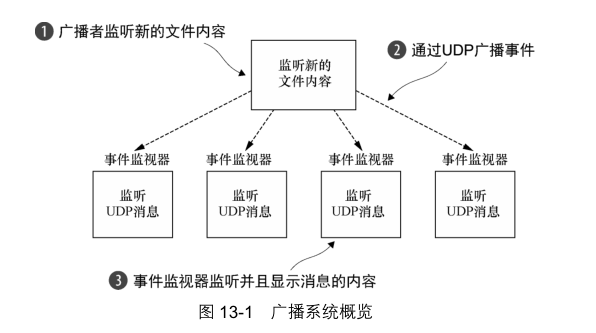 ❶ 广播者监听新的文件内容
❷ 通过UDP广播事件
监听新的
文件内容
事件监视器 事件监视器 事件监视器 事件监视器
监听 监听 监听 监听
UDP消息 UDP消息 UDP消息 UDP消息
❸ 事件监视器监听并且显示消息的内容
图 13-1 广播系统概览